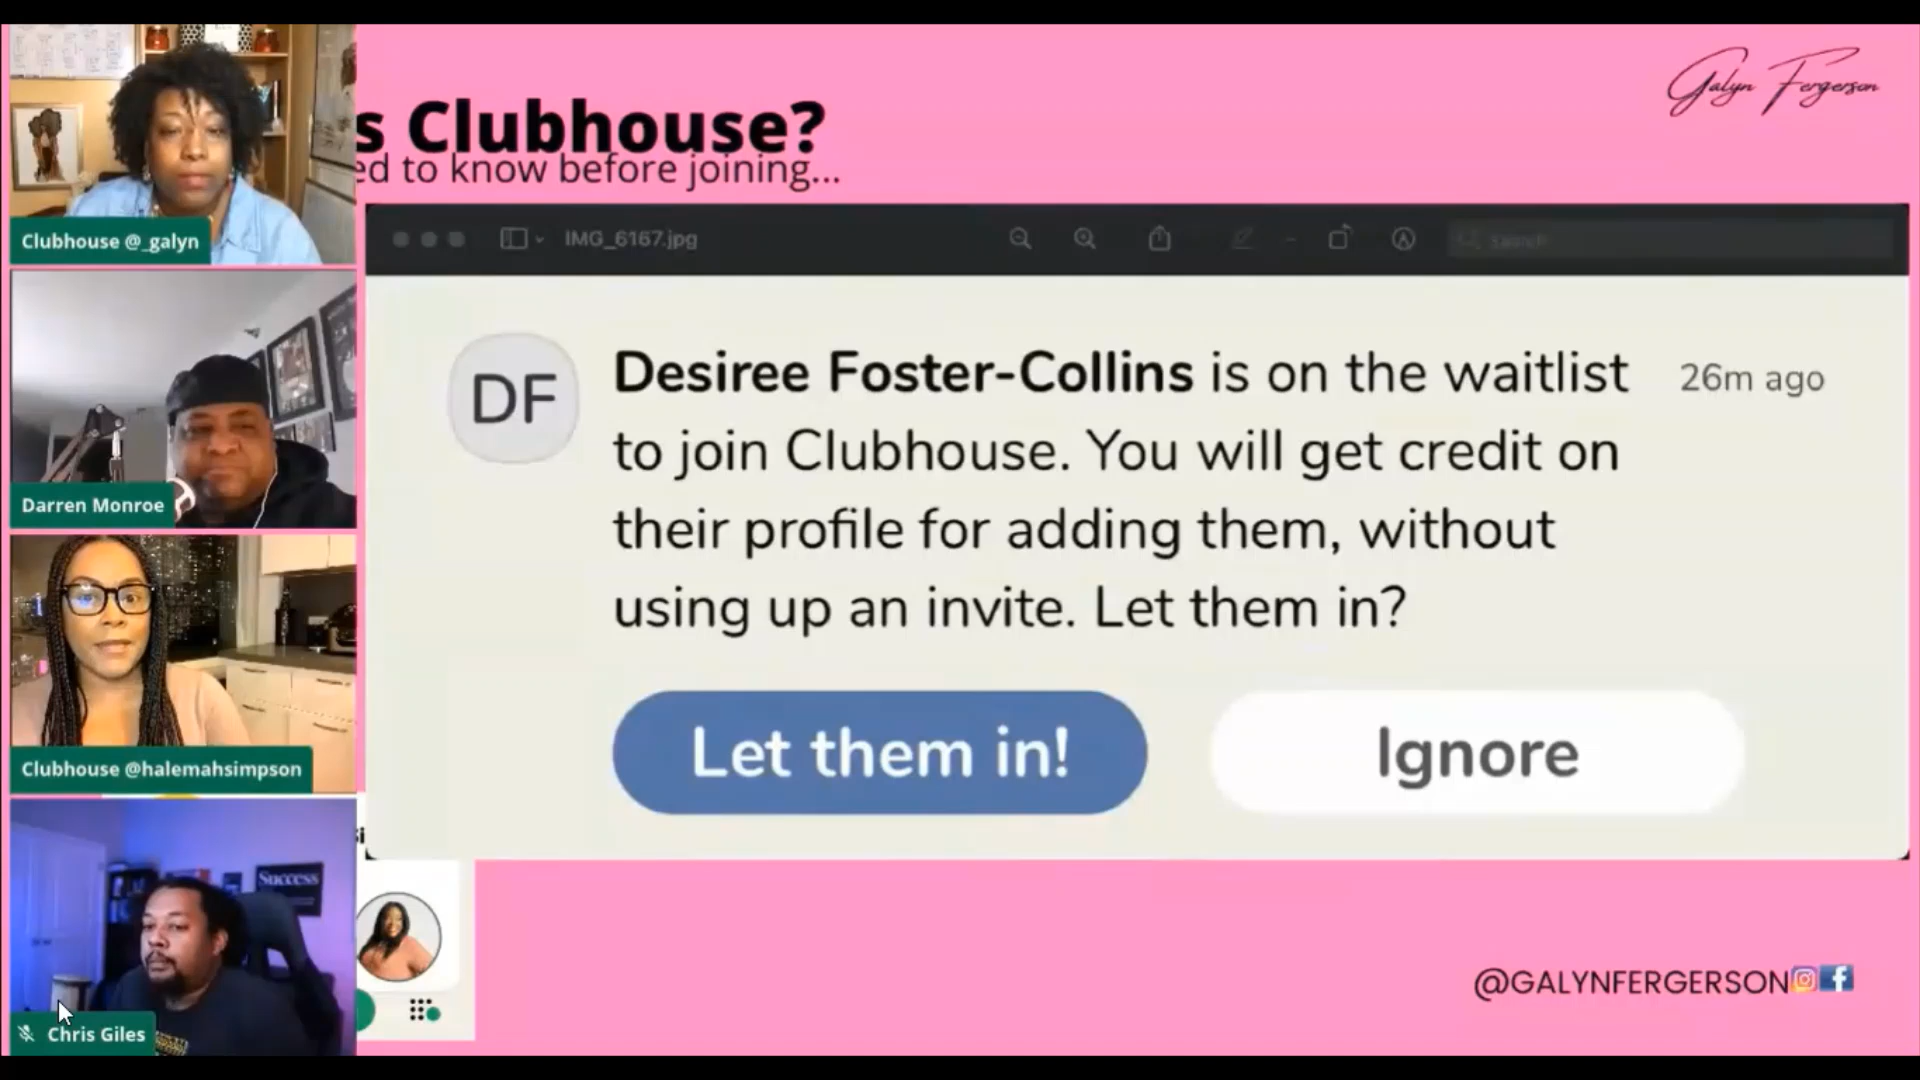 Galyn Fergerson
s Clubhouse?
ed to know before joining...
Clubhouse @_galyn
IMG_6167.jpg
Search
DF
Desiree Foster-Collins is on the waitlist
26m ago
to join Clubhouse. You will get credit on
their profile for adding them, without
using up an invite. Let them in?
Let them in!
Ignore
Darren Monroe
Clubhouse @halemahsimpson
Success
Chris Giles
@GALYNFERGERSON